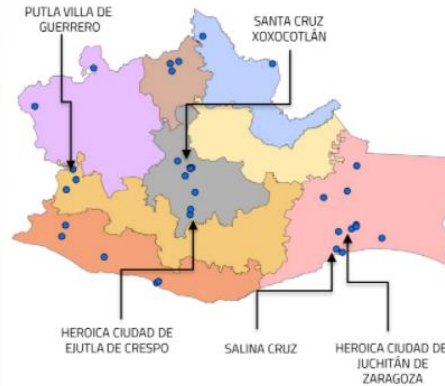 PUTLA VILLA DE
GUERRERO
SANTA CRUZ
XOXOCOTLÁN
HEROICA CIUDAD DE
EJUTLA DE CRESPO
SALINA CRUZ
HEROICA CIUDAD DE
JUCHITÁN DE
ZARAGOZA